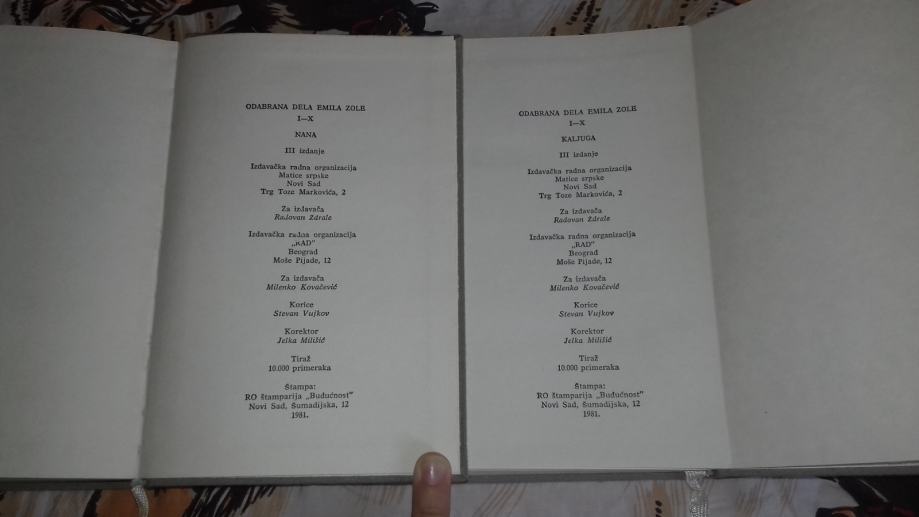 ODABRANA DELA EMILA ZOLE
I—X
NANA
III izdanje
Izdavačka radna organizacija
Matice srpske
Novi Sad
Trg Toze Markovića, 2
Za izdavača
Radovan Ždrale
Izdavačka radna organizacija
„RAD”
Beograd
Moše Pijade, 12
Za izdavača
Milenko Kovačević
Korice
Stevan Vujkov
Korektor
Jelka Milišić
Tiraž
10.000 primeraka
Štampa:
RO štamparija „Budućnost”
Novi Sad, Šumadijska, 12
1981.
ODABRANA DELA EMILA ZOLE
I—X
KALJUGA
III izdanje
Izdavačka radna organizacija
Matice srpske
Novi Sad
Trg Toze Markovića, 2
Za izdavača
Radovan Ždrale
Izdavačka radna organizacija
„RAD”
Beograd
Moše Pijade, 12
Za izdavača
Milenko Kovačević
Korice
Stevan Vujkov
Korektor
Jelka Milišić
Tiraž
10.000 primeraka
Štampa:
RO štamparija „Budućnost”
Novi Sad, Šumadijska, 12
1981.